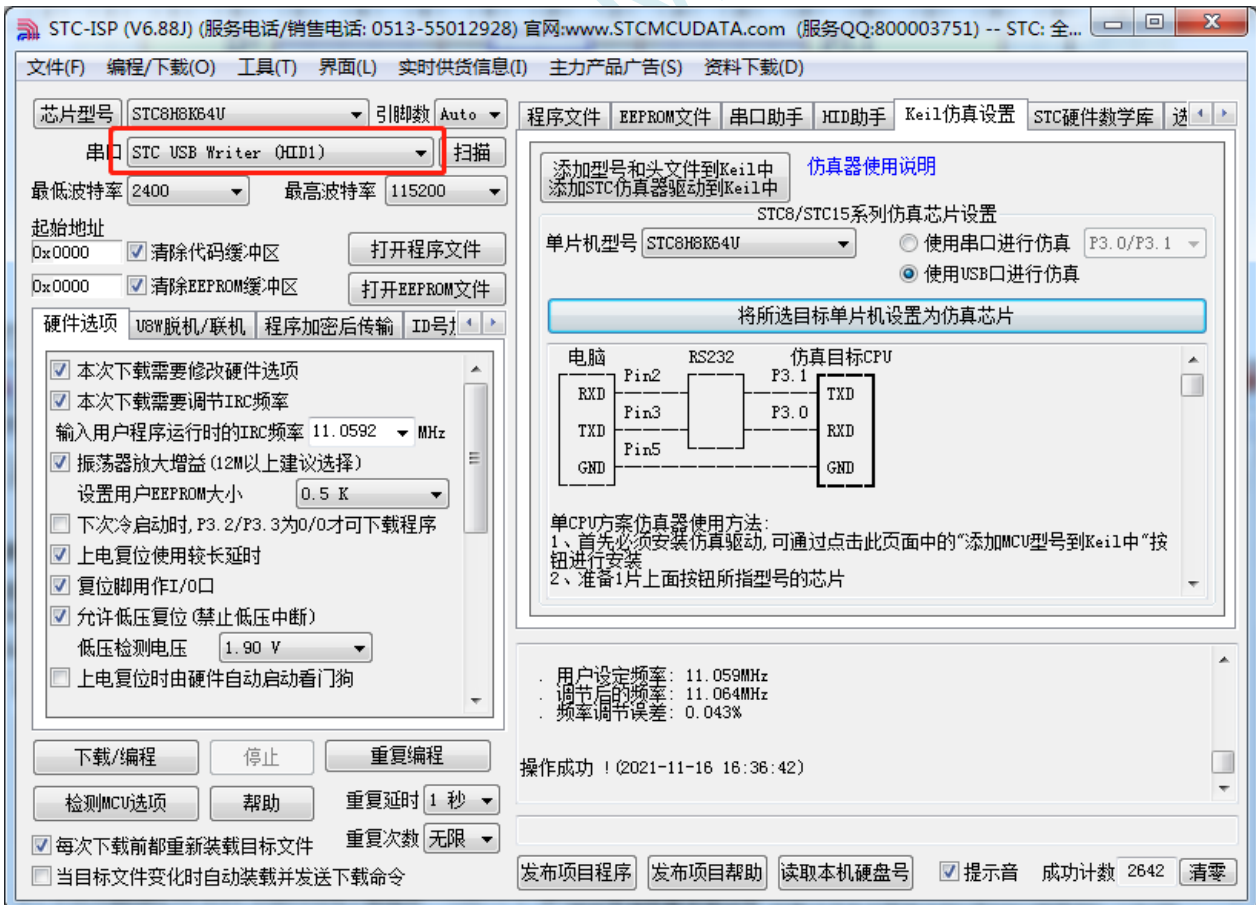 STC-ISP (V6.88J) (服务电话/销售电话: 0513-55012928) 官网:www.STCMCUDATA.com (服务QQ:800003751) -- STC: 全...
文件(F) 编程/下载(O) 工具(T) 界面(L) 实时供货信息(I) 主力产品广告(S) 资料下载(D)
芯片型号 STC8H8K64U 引脚数 Auto
串口 STC USB Writer (HID1) 扫描
最低波特率 2400 最高波特率 115200
起始地址
0x0000 清除代码缓冲区 打开程序文件
0x0000 清除EEPROM缓冲区 打开EEPROM文件
硬件选项 U8W脱机/联机 程序加密后传输 ID号
本次下载需要修改硬件选项
本次下载需要调节IRC频率
输入用户程序运行时的IRC频率 11.0592 MHz
振荡器放大增益(12M以上建议选择)
设置用户EEPROM大小 0.5 K
下次冷启动时,P3.2/P3.3为0/0才可下载程序
上电复位使用较长延时
复位脚用作I/O口
允许低压复位(禁止低压中断)
低压检测电压 1.90 V
上电复位时由硬件自动启动看门狗
下载/编程 停止 重复编程
检测MCU选项 帮助 重复延时 1 秒
每次下载前都重新装载目标文件 重复次数 无限
当目标文件变化时自动装载并发送下载命令
程序文件 EEPROM文件 串口助手 HID助手 Keil仿真设置 STC硬件数学库 选
添加型号和头文件到Keil中
添加STC仿真器驱动到Keil中
仿真器使用说明
STC8/STC15系列仿真芯片设置
单片机型号 STC8H8K64U 使用串口进行仿真 P3.0/P3.1
使用USB口进行仿真
将所选目标单片机设置为仿真芯片
电脑 RS232 仿真目标CPU
Pin2 P3.1
RXD TXD
Pin3 P3.0
TXD RXD
Pin5
GND GND
单CPU方案仿真器使用方法:
1、首先必须安装仿真驱动,可通过点击此页面中的“添加MCU型号到Keil中”按
钮进行安装
2、准备1片上面按钮所指型号的芯片
. 用户设定频率: 11.059MHz
. 调节后的频率: 11.064MHz
. 频率调节误差: 0.043%
操作成功 !(2021-11-16 16:36:42)
发布项目程序 发布项目帮助 读取本机硬盘号 提示音 成功计数 2642 清零